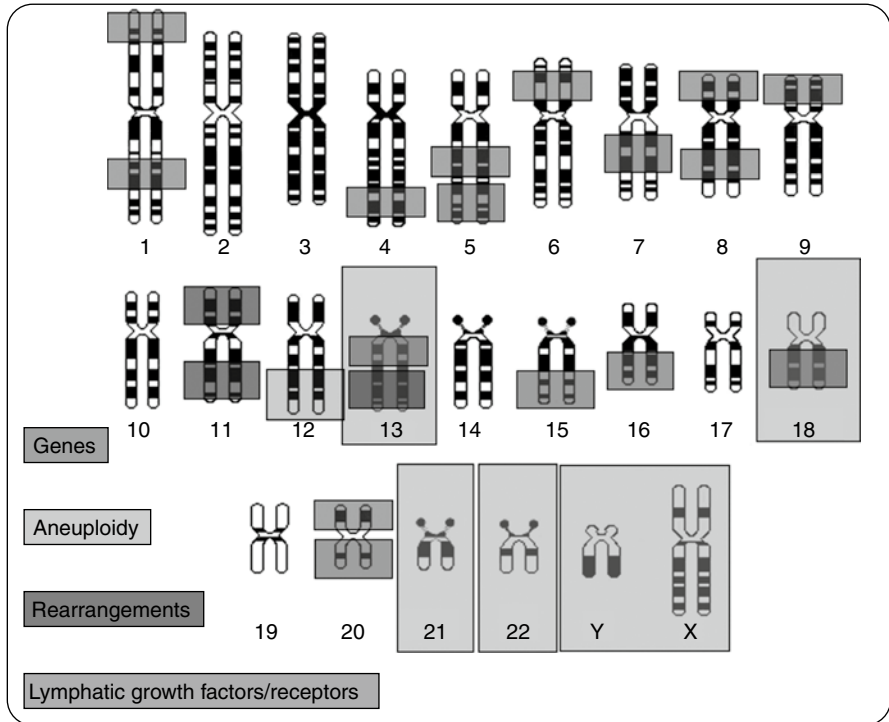 1 2 3 4 5 6 7 8 9
10 11 12 13 14 15 16 17 18
Genes
Aneuploidy
Rearrangements
19 20 21 22 Y X
Lymphatic growth factors/receptors